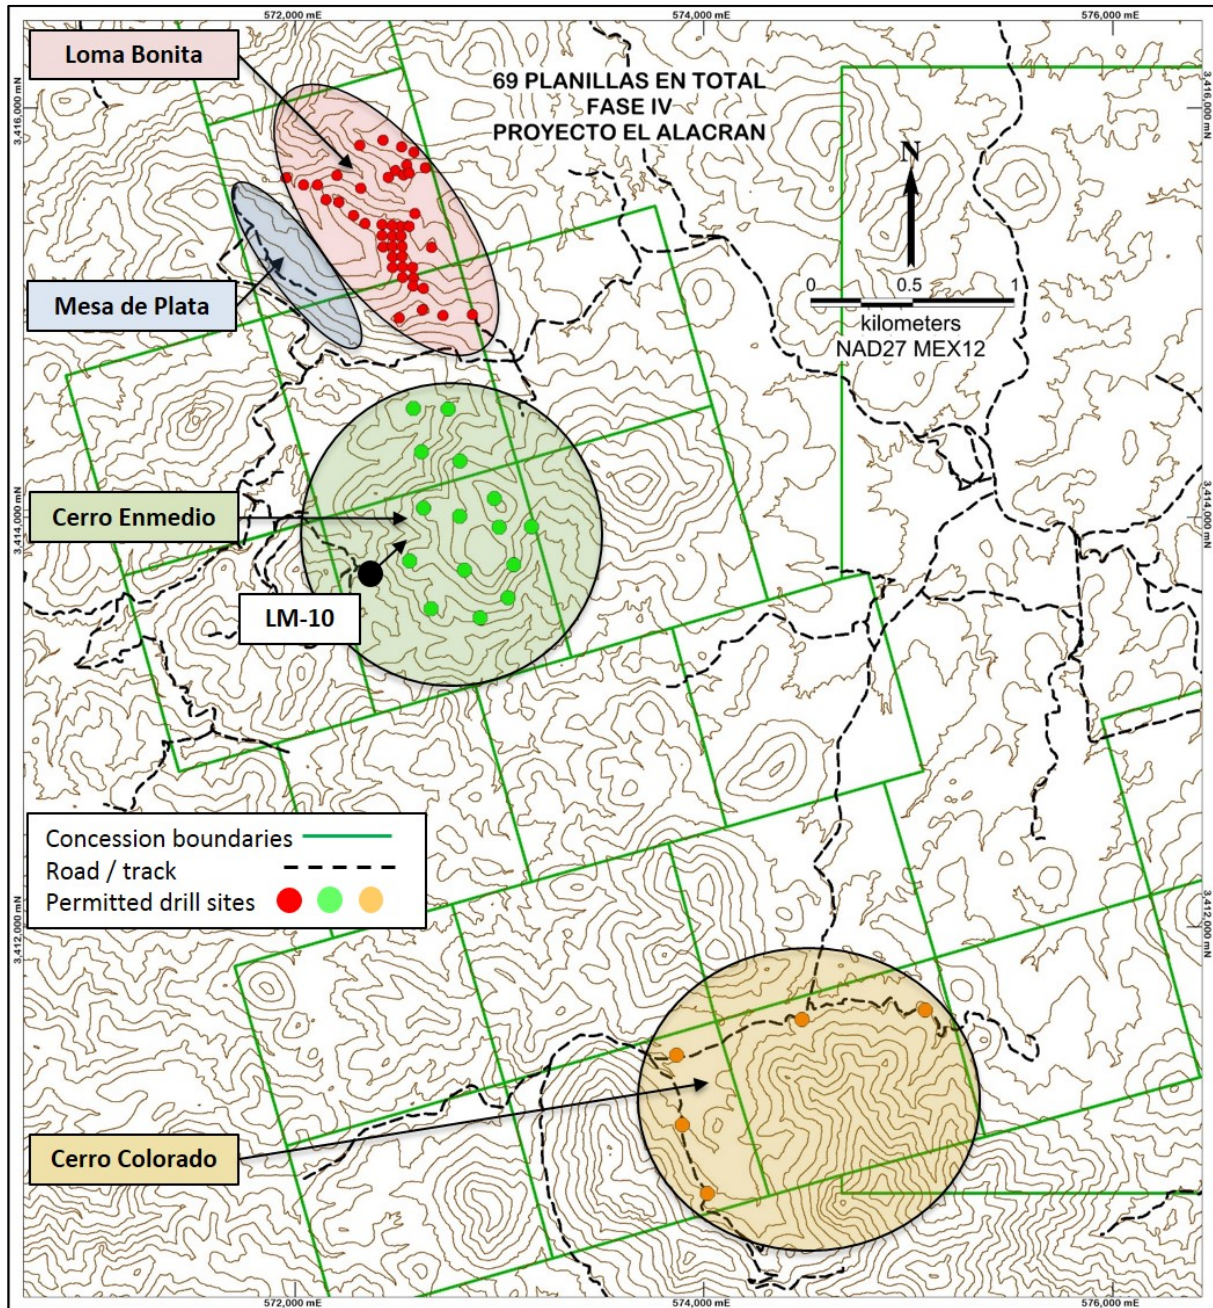 572,000 mE
574,000 mE
576,000 mE
Loma Bonita
69 PLANILLAS EN TOTAL
FASE IV
PROYECTO EL ALACRAN
3,416,000 mN
3,416,000 mN
N
Mesa de Plata
0 0.5 1
kilometers
NAD27 MEX12
Cerro Enmedio
3,414,000 mN
3,414,000 mN
LM-10
Concession boundaries
Road / track
Permitted drill sites
3,412,000 mN
3,412,000 mN
Cerro Colorado
572,000 mE
574,000 mE
576,000 mE